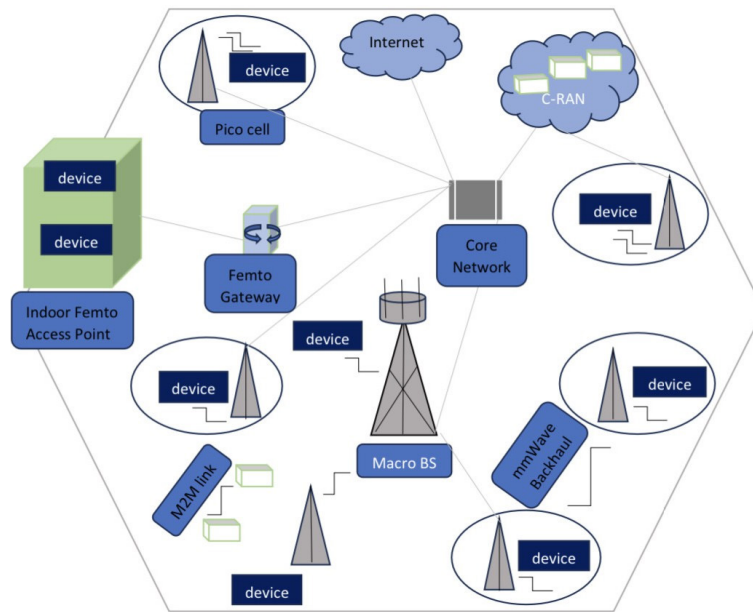 Internet
device
C-RAN
Pico cell
device
device
device
Core
Network
Femto
Gateway
Indoor Femto
Access Point
device
device
device
mmWave
Backhaul
Macro BS
M2M link
device
device